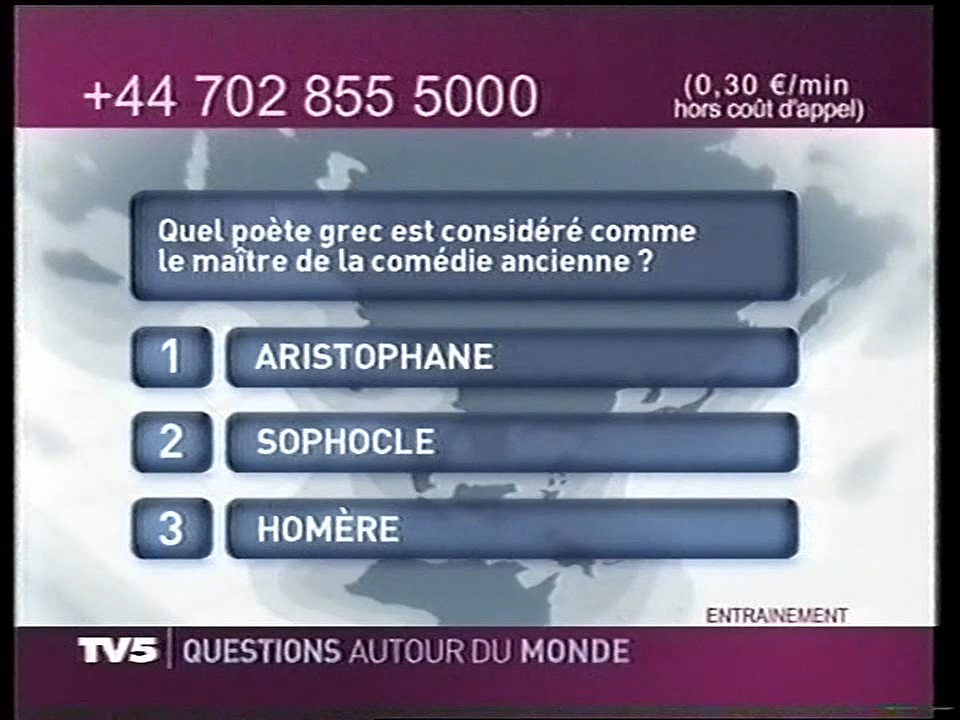 +44 702 855 5000
(0,30 €/min
hors coût d'appel)
Quel poète grec est considéré comme
le maître de la comédie ancienne ?
1 ARISTOPHANE
2 SOPHOCLE
3 HOMÈRE
ENTRAINEMENT
TV5 QUESTIONS AUTOUR DU MONDE